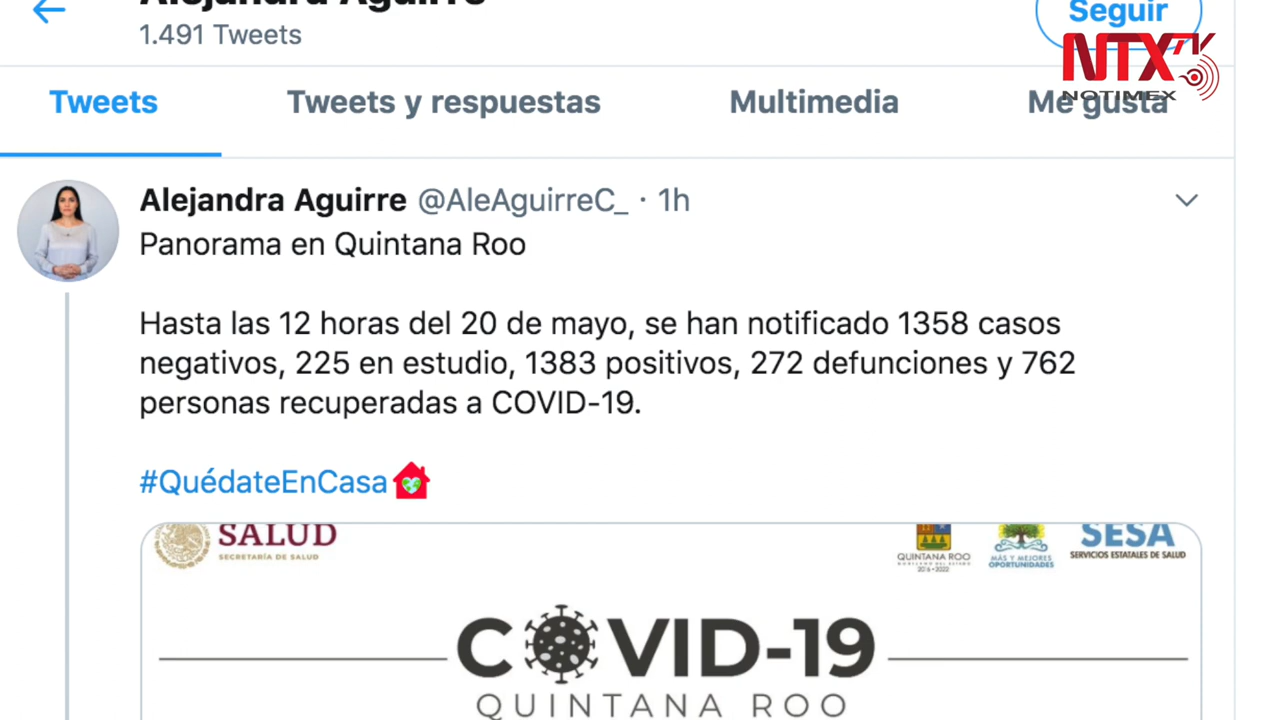 Alejandra Aguirre
1.491 Tweets
Seguir
NTX TV
NOTIMEX
Tweets
Tweets y respuestas
Multimedia
Me gusta
Alejandra Aguirre @AleAguirreC_ · 1h
Panorama en Quintana Roo
Hasta las 12 horas del 20 de mayo, se han notificado 1358 casos
negativos, 225 en estudio, 1383 positivos, 272 defunciones y 762
personas recuperadas a COVID-19.
#QuédateEnCasa
SALUD
SECRETARÍA DE SALUD
QUINTANA ROO
2016-2022
MÁS Y MEJORES
OPORTUNIDADES
SESA
SERVICIOS ESTATALES DE SALUD
COVID-19
QUINTANA ROO